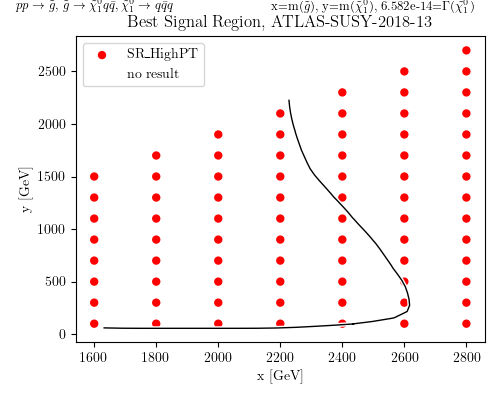 pp → g̃, g̃ → χ̃₁⁰qq̄, χ̃₁⁰ → qq̄q x=m(g̃), y=m(χ̃₁⁰), 6.582e-14=Γ(χ̃₁⁰)
Best Signal Region, ATLAS-SUSY-2018-13
SR_HighPT
no result
2500
2000
1500
1000
500
0
y [GeV]
1600 1800 2000 2200 2400 2600 2800
x [GeV]